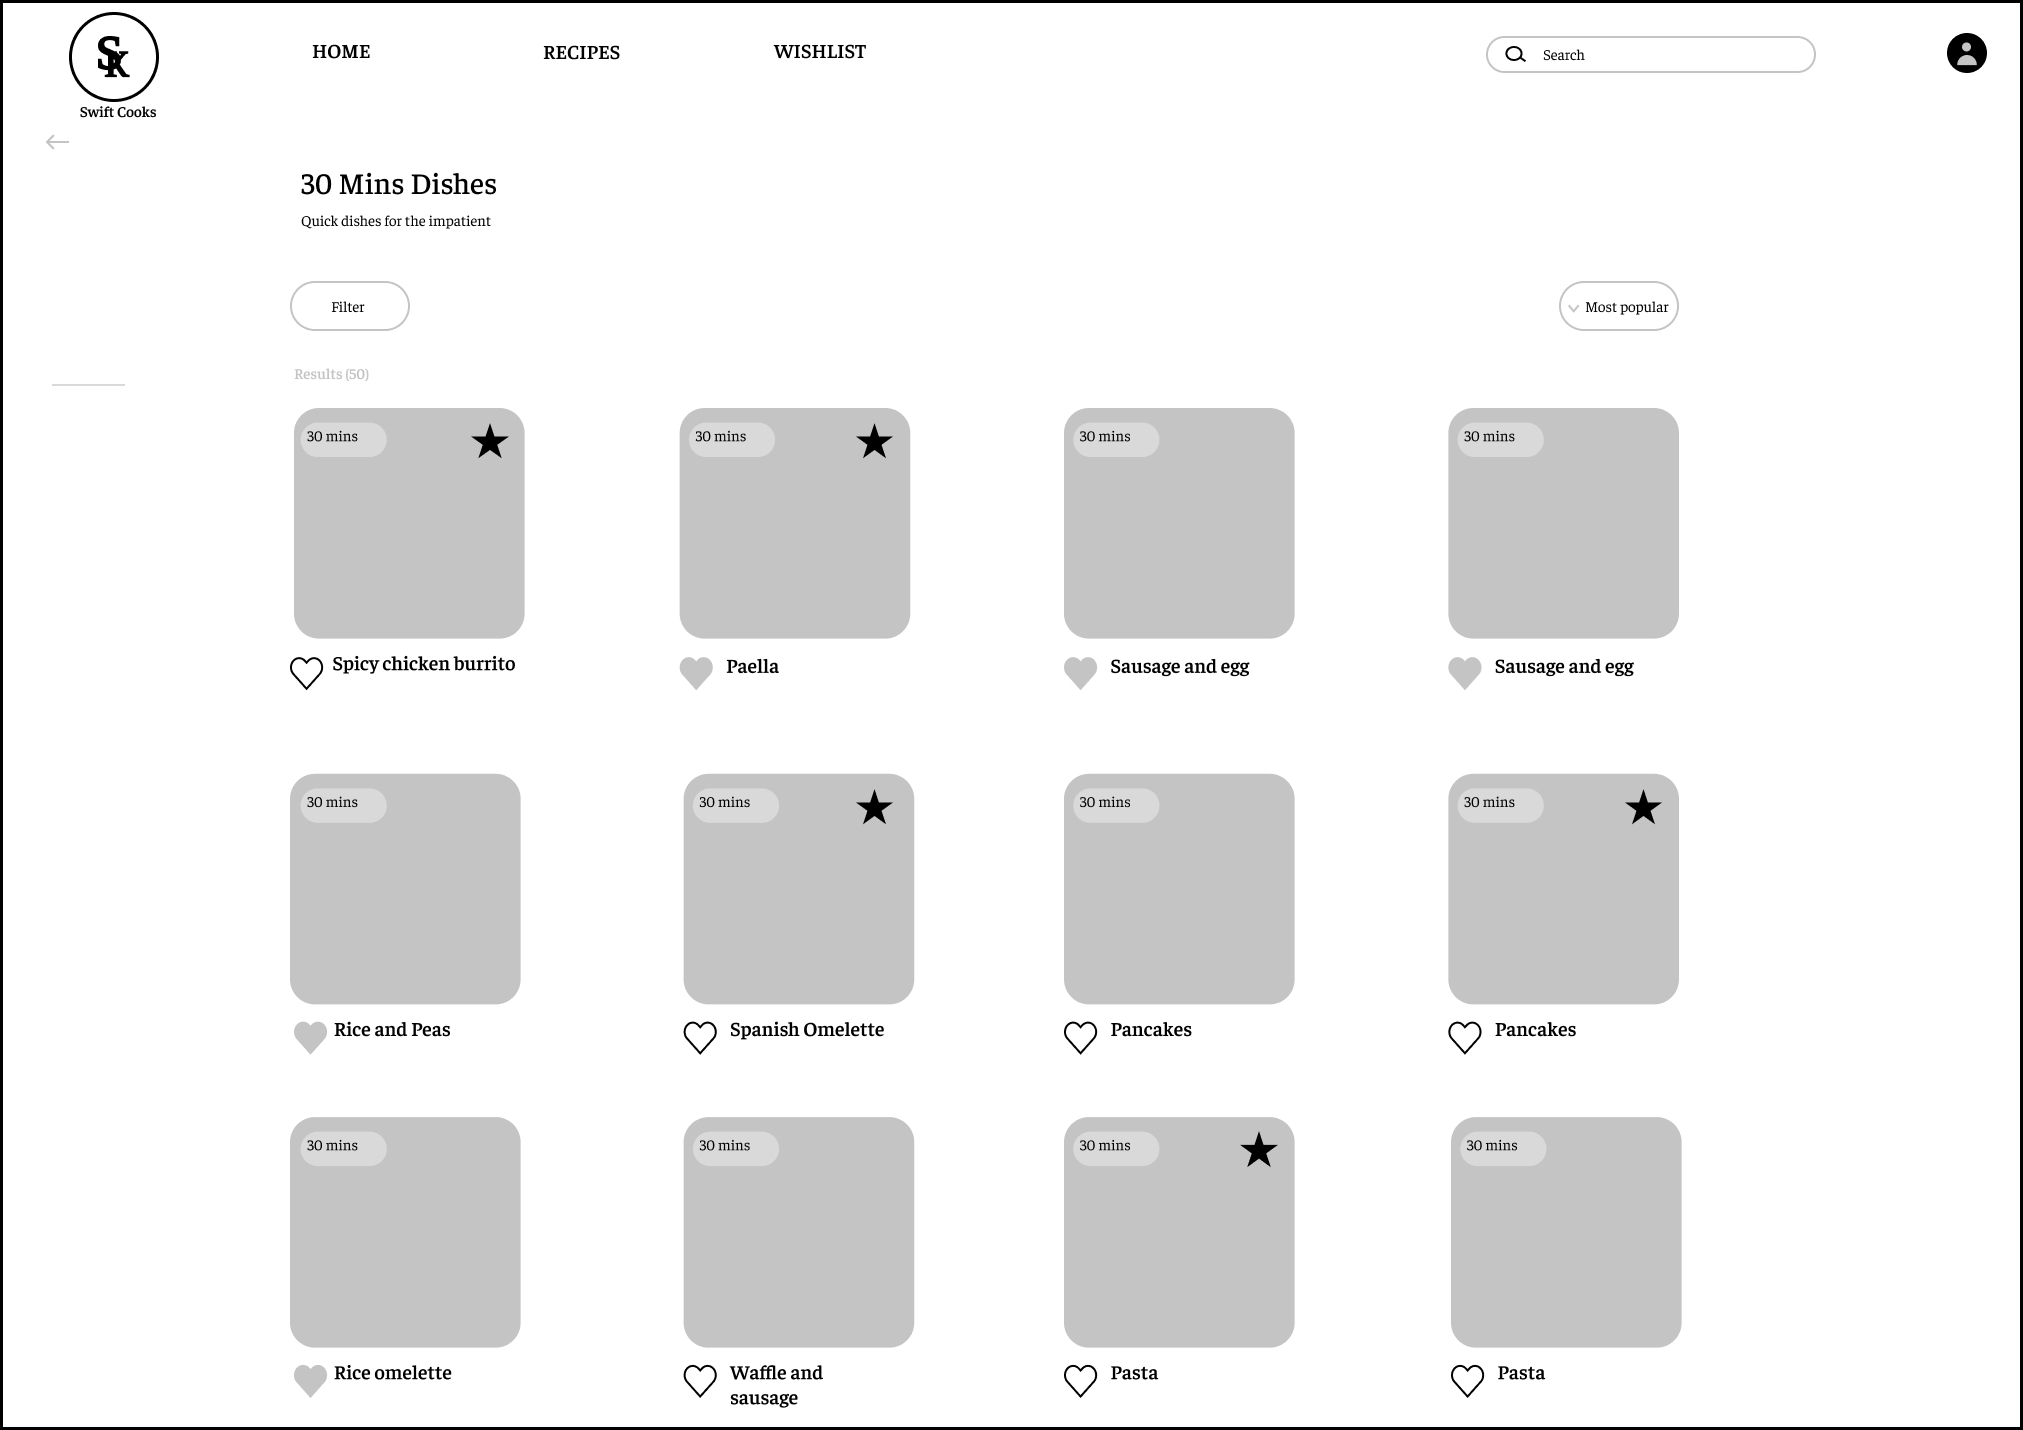 Sk
Swift Cooks
HOME
RECIPES
WISHLIST
Search
30 Mins Dishes
Quick dishes for the impatient
Filter
Most popular
Results (50)
30 mins
30 mins
30 mins
30 mins
Spicy chicken burrito
Paella
Sausage and egg
Sausage and egg
30 mins
30 mins
30 mins
30 mins
Rice and Peas
Spanish Omelette
Pancakes
Pancakes
30 mins
30 mins
30 mins
30 mins
Rice omelette
Waffle and
sausage
Pasta
Pasta